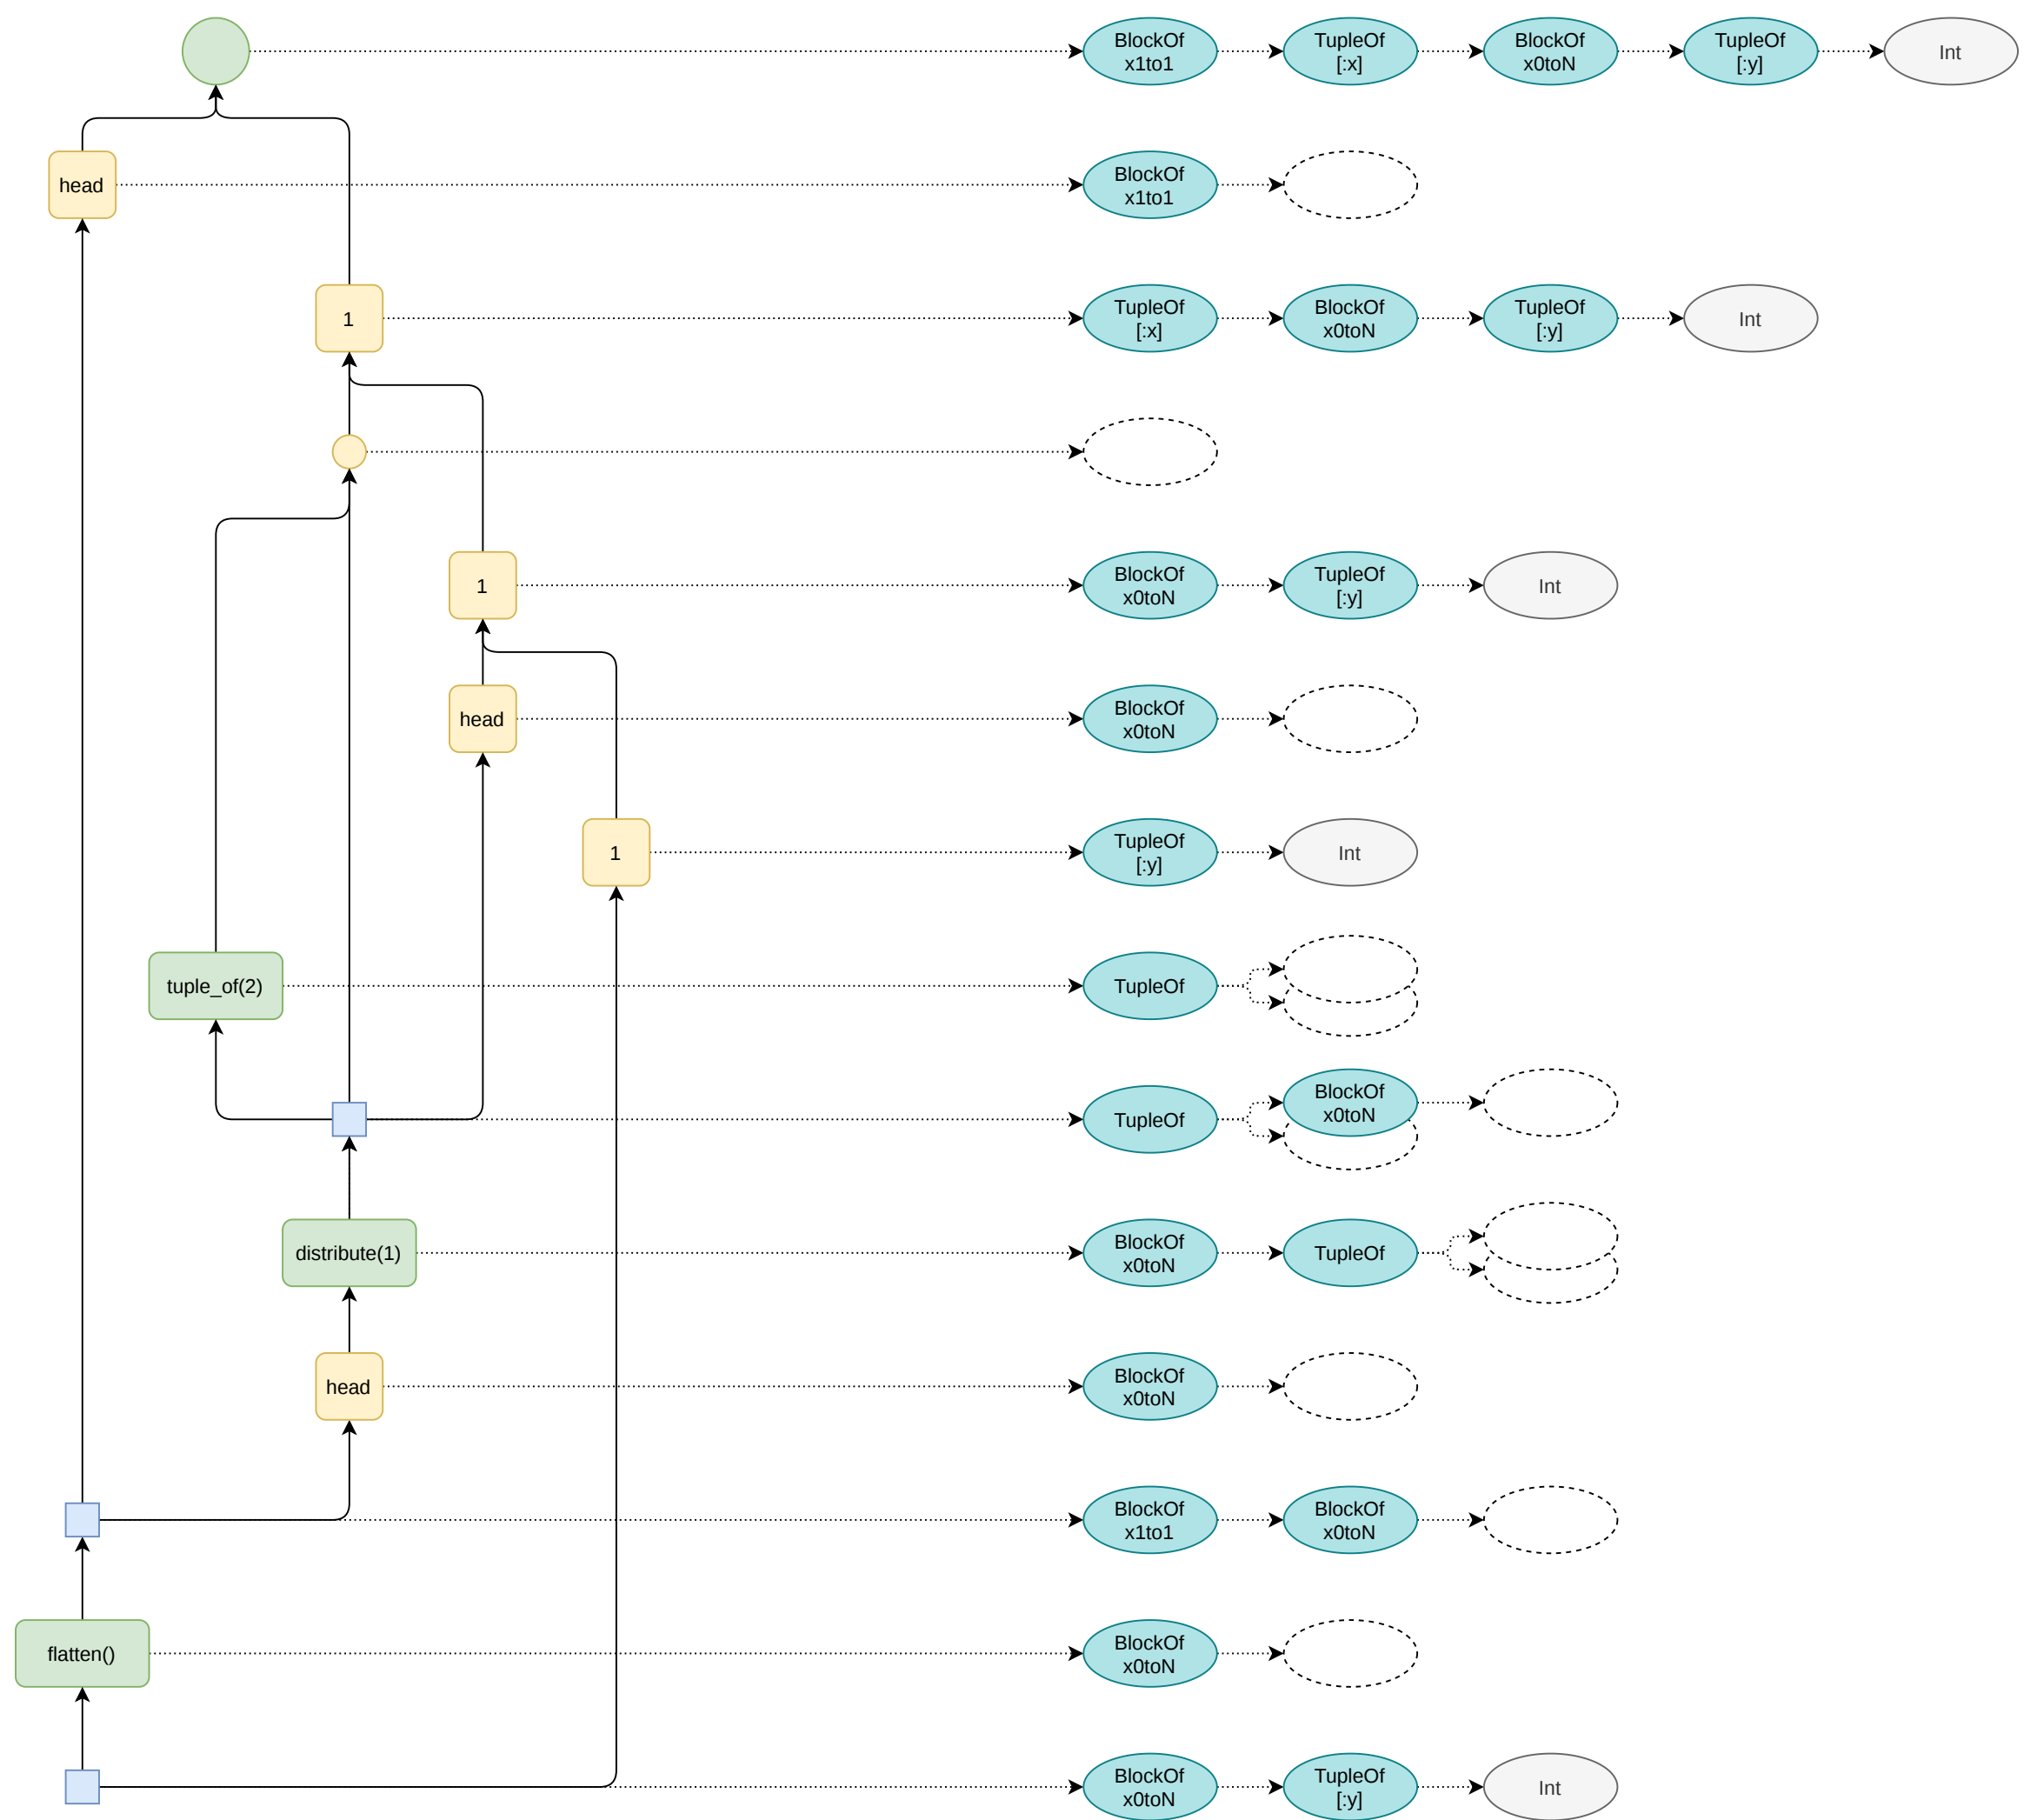 BlockOf
x1to1
TupleOf
[:x]
BlockOf
x0toN
TupleOf
[:y]
Int
head
BlockOf
x1to1
1
TupleOf
[:x]
BlockOf
x0toN
TupleOf
[:y]
Int
1
BlockOf
x0toN
TupleOf
[:y]
Int
head
BlockOf
x0toN
1
TupleOf
[:y]
Int
tuple_of(2)
TupleOf
TupleOf
BlockOf
x0toN
distribute(1)
BlockOf
x0toN
TupleOf
head
BlockOf
x0toN
BlockOf
x1to1
BlockOf
x0toN
flatten()
BlockOf
x0toN
BlockOf
x0toN
TupleOf
[:y]
Int